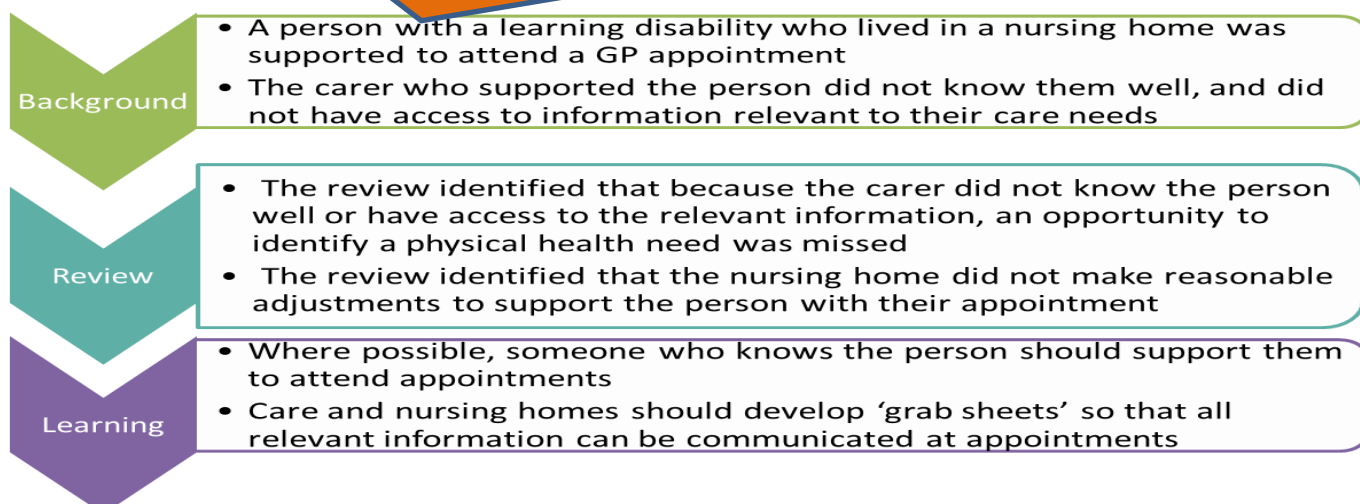 Background
• A person with a learning disability who lived in a nursing home was
supported to attend a GP appointment
• The carer who supported the person did not know them well, and did
not have access to information relevant to their care needs
Review
• The review identified that because the carer did not know the person
well or have access to the relevant information, an opportunity to
identify a physical health need was missed
• The review identified that the nursing home did not make reasonable
adjustments to support the person with their appointment
Learning
• Where possible, someone who knows the person should support them
to attend appointments
• Care and nursing homes should develop ‘grab sheets’ so that all
relevant information can be communicated at appointments